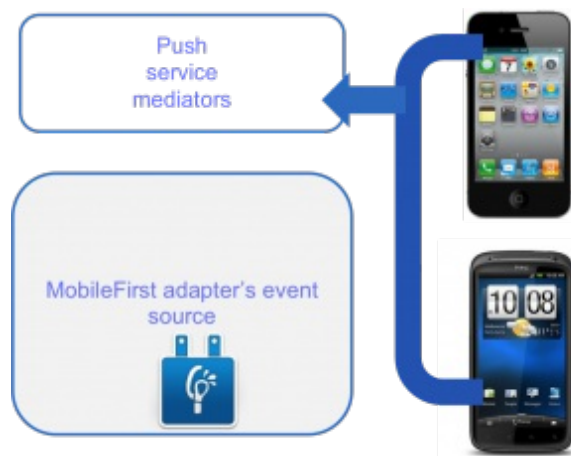 Push
service
mediators
MobileFirst adapter's event
source
10 08